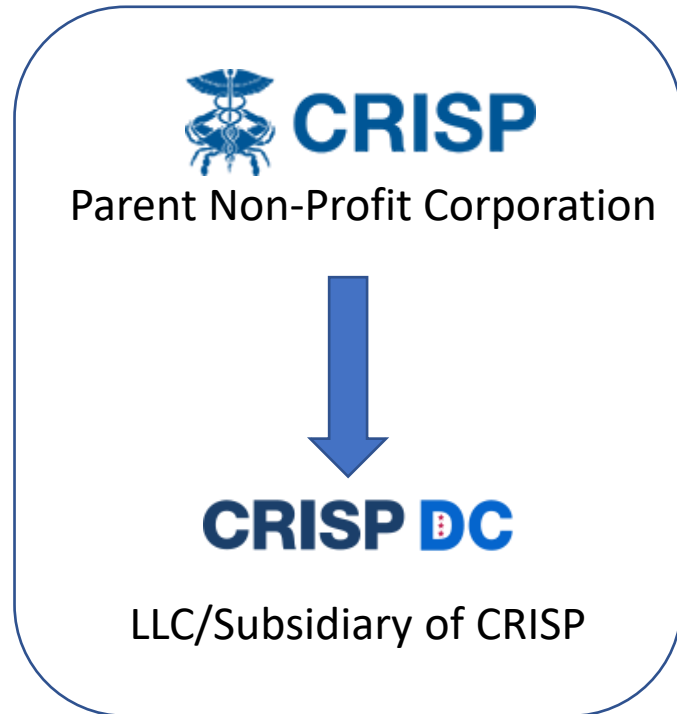 CRISP
Parent Non-Profit Corporation
CRISP DC
LLC/Subsidiary of CRISP